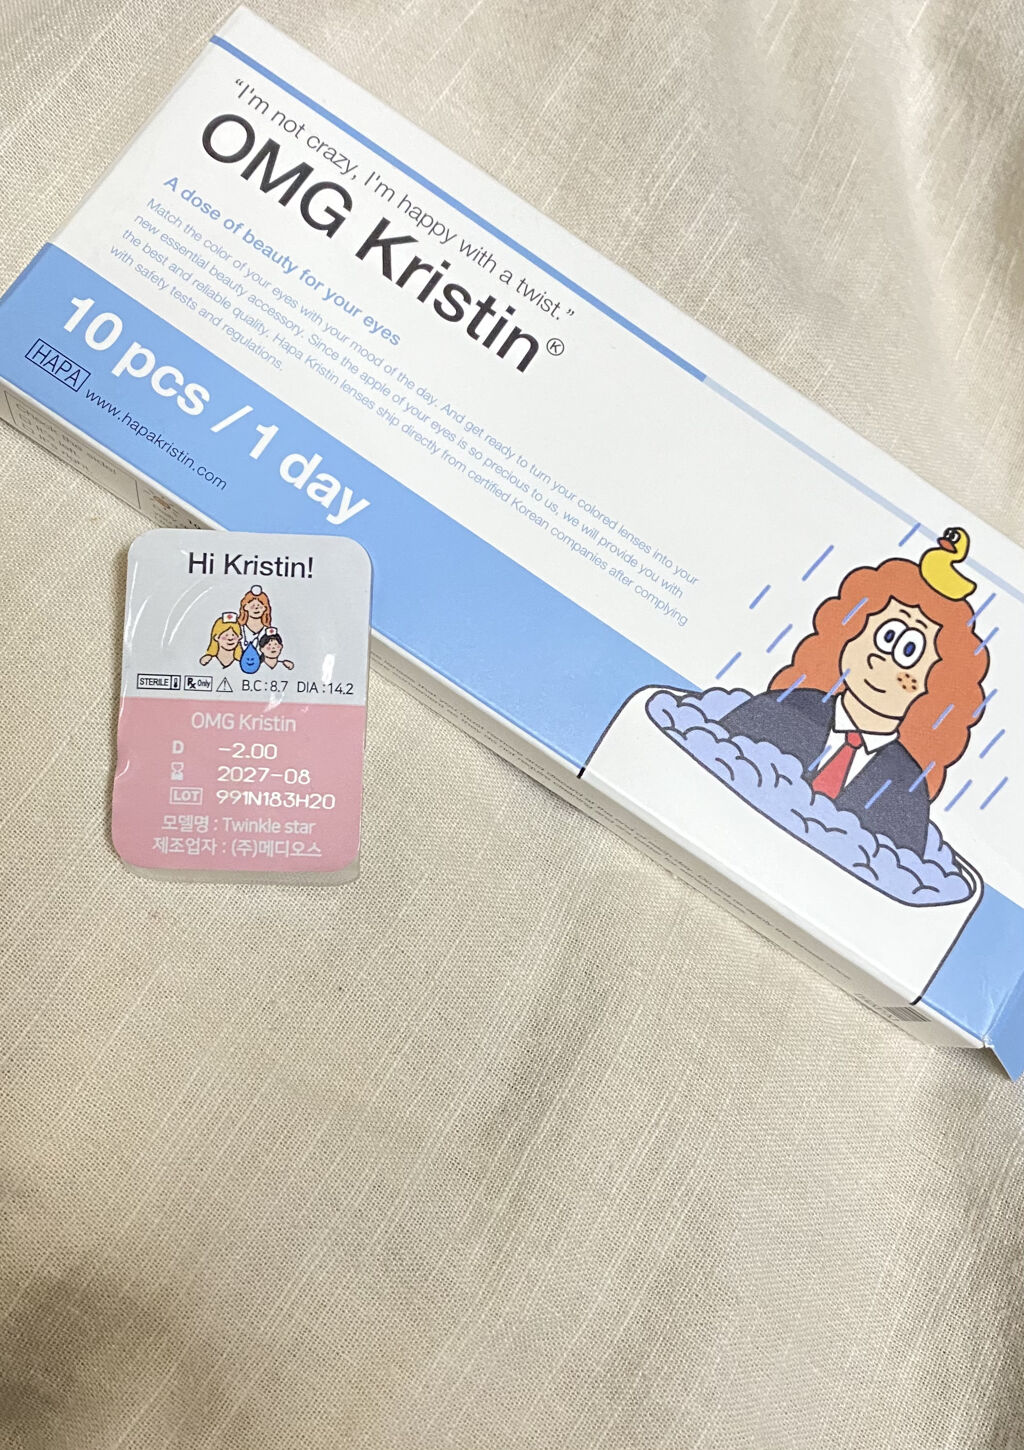 “I'm not crazy, I'm happy with a twist.”
OMG Kristin®
A dose of beauty for your eyes
Match the color of your eyes with your mood of the day. And get ready to turn your colored lenses into your
new essential beauty accessory. Since the apple of your eyes is so precious to us, we will provide you with
the best and reliable quality. Hapa Kristin lenses ship directly from certified Korean companies after complying
with safety tests and regulations.
10 pcs / 1 day
HAPA www.hapakristin.com
Hi Kristin!
STERILE Rx Only B.C:8.7 DIA:14.2
OMG Kristin
D -2.00
2027-08
LOT 991N183H20
모델명 : Twinkle star
제조업자 : (주)메디오스